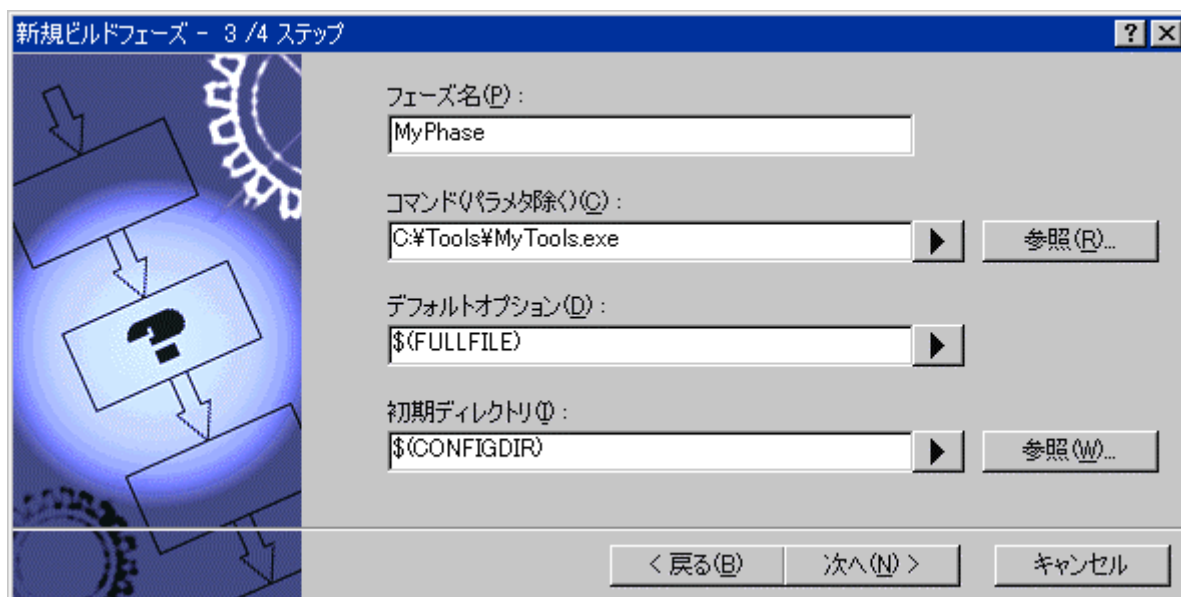 新規ビルドフェーズ - 3 /4 ステップ
フェーズ名(P) :
MyPhase
コマンド(パラメタ除く)(C) :
C:¥Tools¥MyTools.exe
参照(R)...
デフォルトオプション(D) :
$(FULLFILE)
初期ディレクトリ(I) :
$(CONFIGDIR)
参照(W)...
< 戻る(B)
次へ(N) >
キャンセル